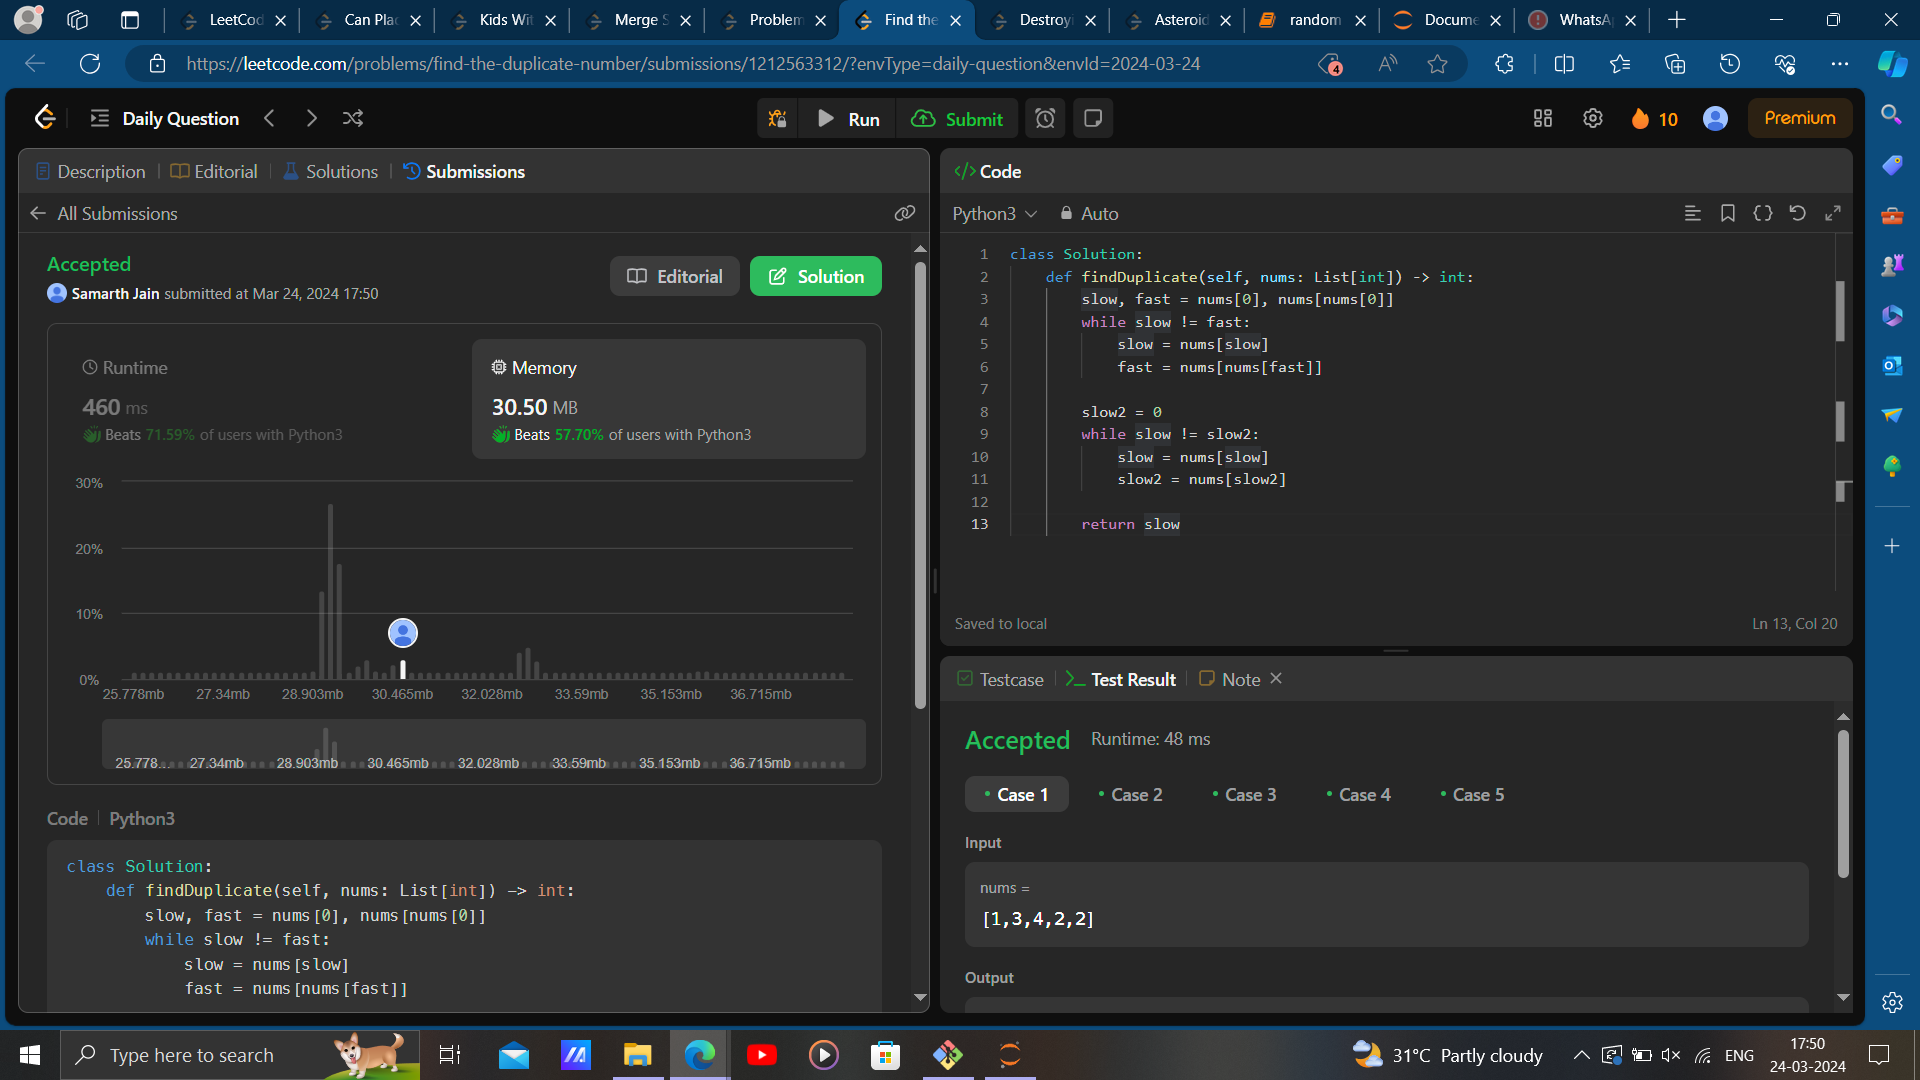 LeetCod
Can Pla
Kids Wit
Merge S
Problem
Find the
Destroyi
Asteroid
random
Docume
WhatsA
https://leetcode.com/problems/find-the-duplicate-number/submissions/1212563312/?envType=daily-question&envId=2024-03-24
4
Daily Question
Run
Submit
10
Premium
Description
Editorial
Solutions
Submissions
All Submissions
Accepted
Samarth Jain submitted at Mar 24, 2024 17:50
Editorial
Solution
Runtime
460 ms
Beats 71.59% of users with Python3
Memory
30.50 MB
Beats 57.70% of users with Python3
30%
20%
10%
0%
25.778mb 27.34mb 28.903mb 30.465mb 32.028mb 33.59mb 35.153mb 36.715mb
25.778... 27.34mb 28.903mb 30.465mb 32.028mb 33.59mb 35.153mb 36.715mb
Code Python3
class Solution:
def findDuplicate(self, nums: List[int]) -> int:
slow, fast = nums[0], nums[nums[0]]
while slow != fast:
slow = nums[slow]
fast = nums[nums[fast]]
</> Code
Python3
Auto
1 class Solution:
2 def findDuplicate(self, nums: List[int]) -> int:
3 slow, fast = nums[0], nums[nums[0]]
4 while slow != fast:
5 slow = nums[slow]
6 fast = nums[nums[fast]]
7
8 slow2 = 0
9 while slow != slow2:
10 slow = nums[slow]
11 slow2 = nums[slow2]
12
13 return slow
Saved to local
Ln 13, Col 20
Testcase
Test Result
Note
Accepted Runtime: 48 ms
Case 1
Case 2
Case 3
Case 4
Case 5
Input
nums =
[1,3,4,2,2]
Output
Type here to search
31°C Partly cloudy
ENG
17:50
24-03-2024